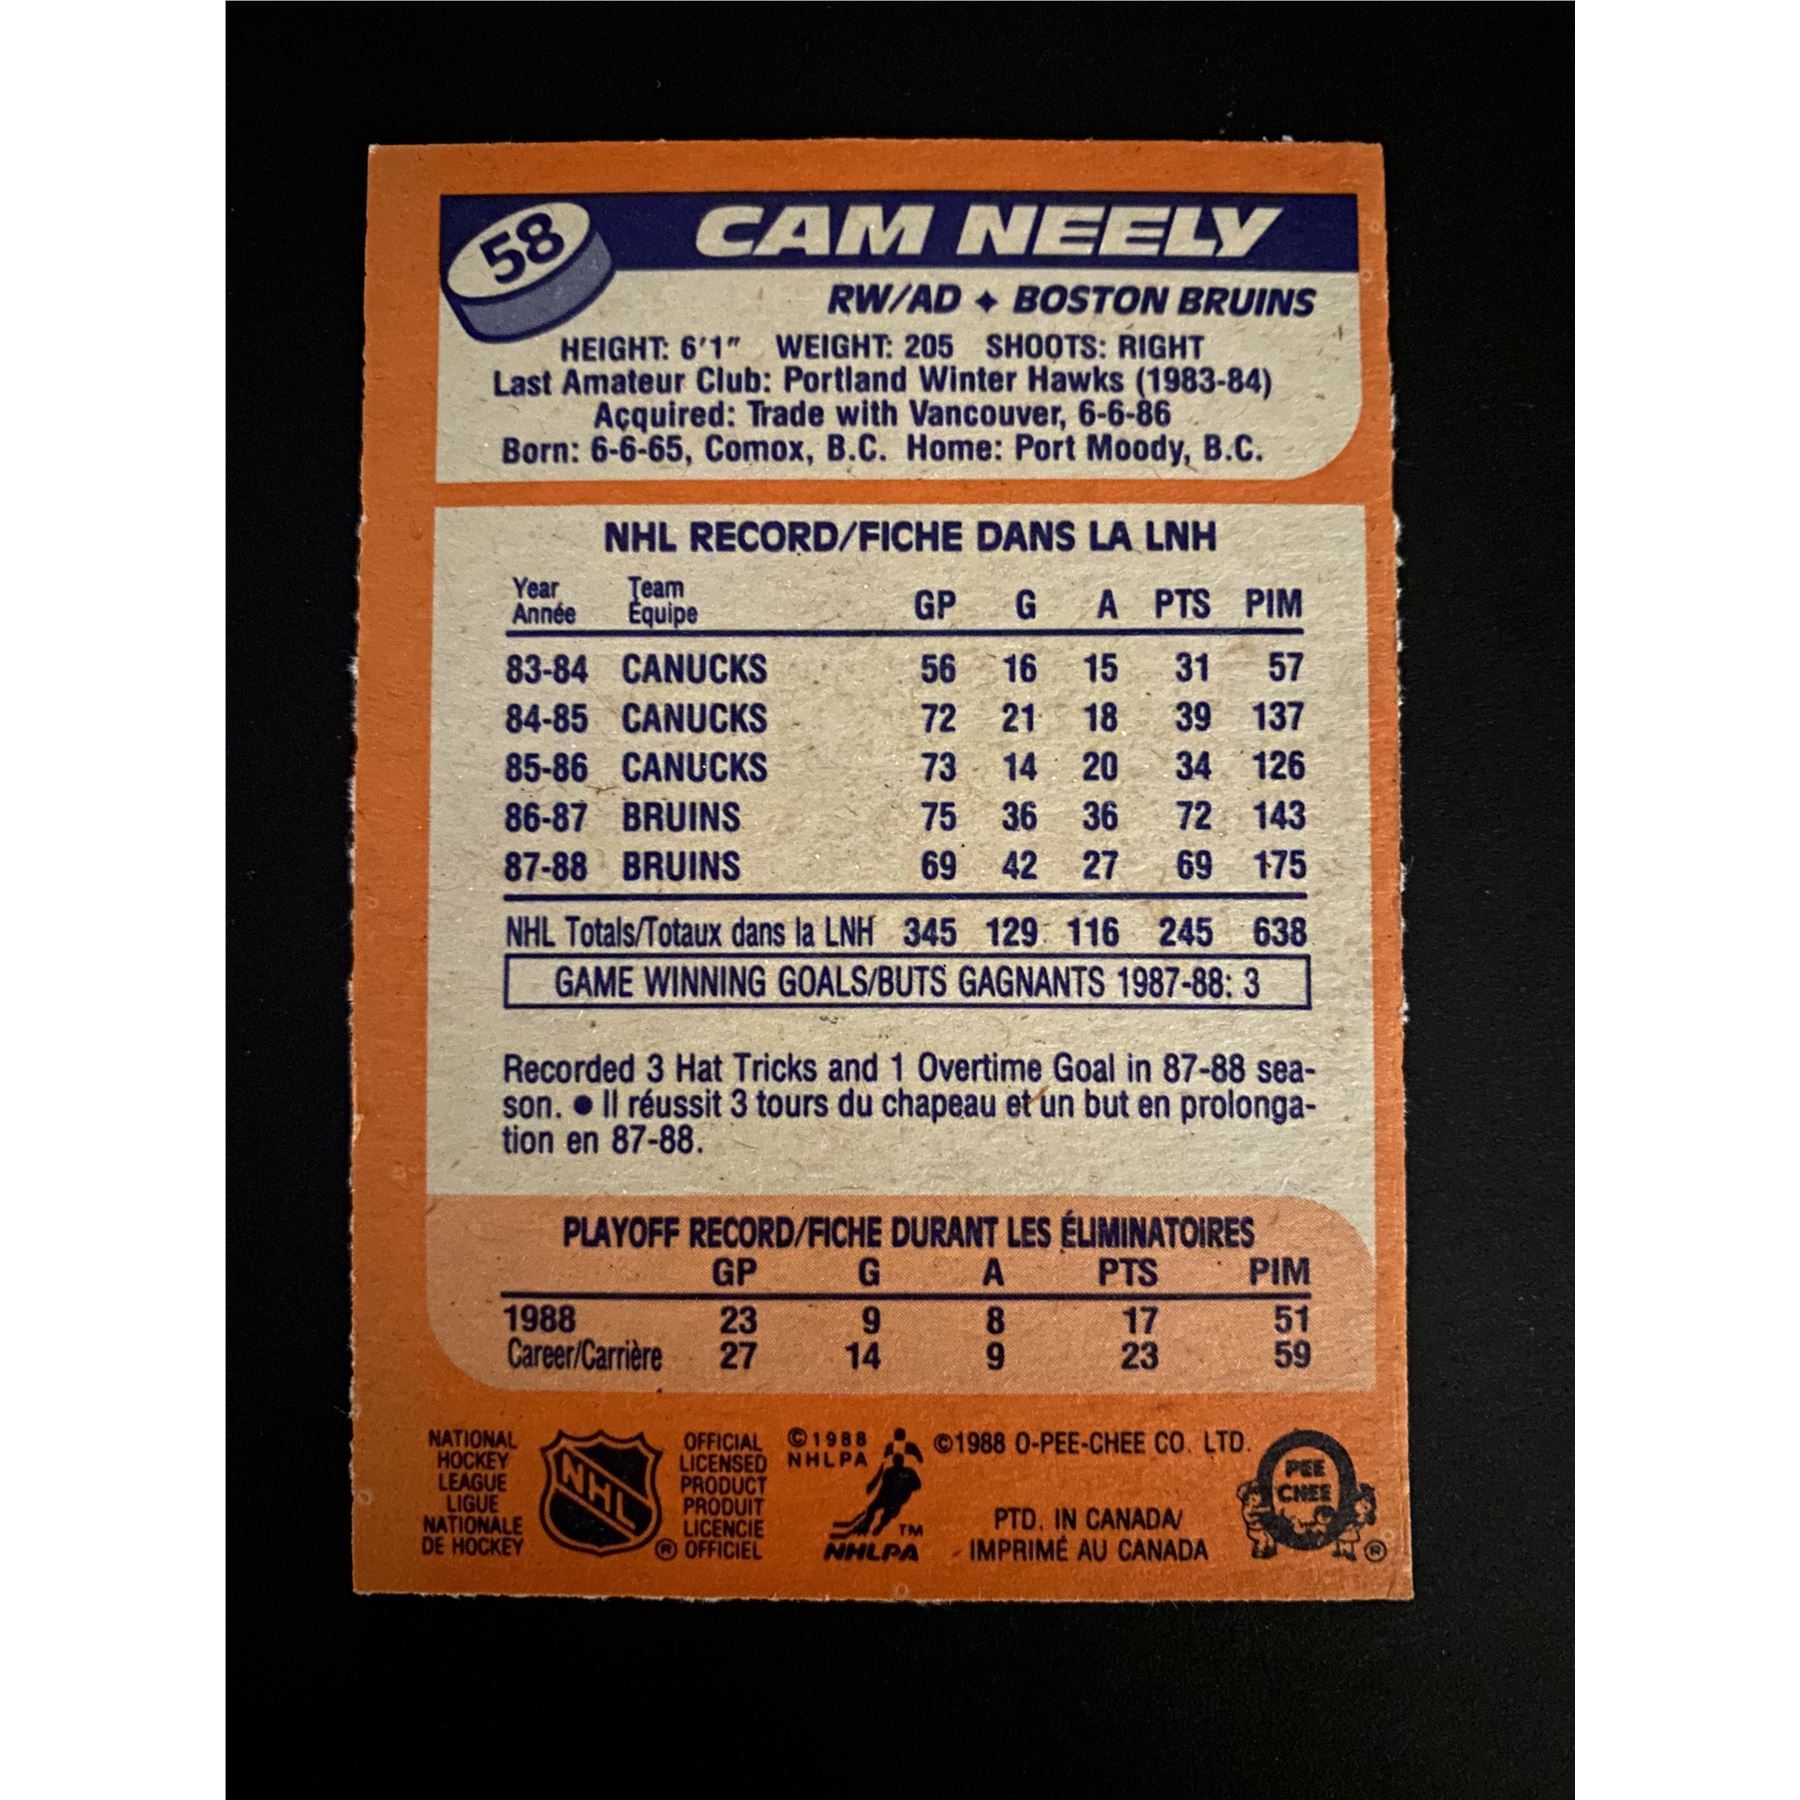 58
CAM NEELY
RW/AD ✦ BOSTON BRUINS
HEIGHT: 6'1" WEIGHT: 205 SHOOTS: RIGHT
Last Amateur Club: Portland Winter Hawks (1983-84)
Acquired: Trade with Vancouver, 6-6-86
Born: 6-6-65, Comox, B.C. Home: Port Moody, B.C.
NHL RECORD/FICHE DANS LA LNH
Year Team
Année Équipe GP G A PTS PIM
83-84 CANUCKS 56 16 15 31 57
84-85 CANUCKS 72 21 18 39 137
85-86 CANUCKS 73 14 20 34 126
86-87 BRUINS 75 36 36 72 143
87-88 BRUINS 69 42 27 69 175
NHL Totals/Totaux dans la LNH 345 129 116 245 638
GAME WINNING GOALS/BUTS GAGNANTS 1987-88: 3
Recorded 3 Hat Tricks and 1 Overtime Goal in 87-88 sea-
son. ● Il réussit 3 tours du chapeau et un but en prolonga-
tion en 87-88.
PLAYOFF RECORD/FICHE DURANT LES ÉLIMINATOIRES
GP G A PTS PIM
1988 23 9 8 17 51
Career/Carrière 27 14 9 23 59
NATIONAL
HOCKEY
LEAGUE
LIGUE
NATIONALE
DE HOCKEY
NHL
®
OFFICIAL
LICENSED
PRODUCT
PRODUIT
LICENCIE
OFFICIEL
©1988
NHLPA
TM
NHLPA
©1988 O-PEE-CHEE CO. LTD.
PTD. IN CANADA/
IMPRIMÉ AU CANADA
PEE
CHEE
®